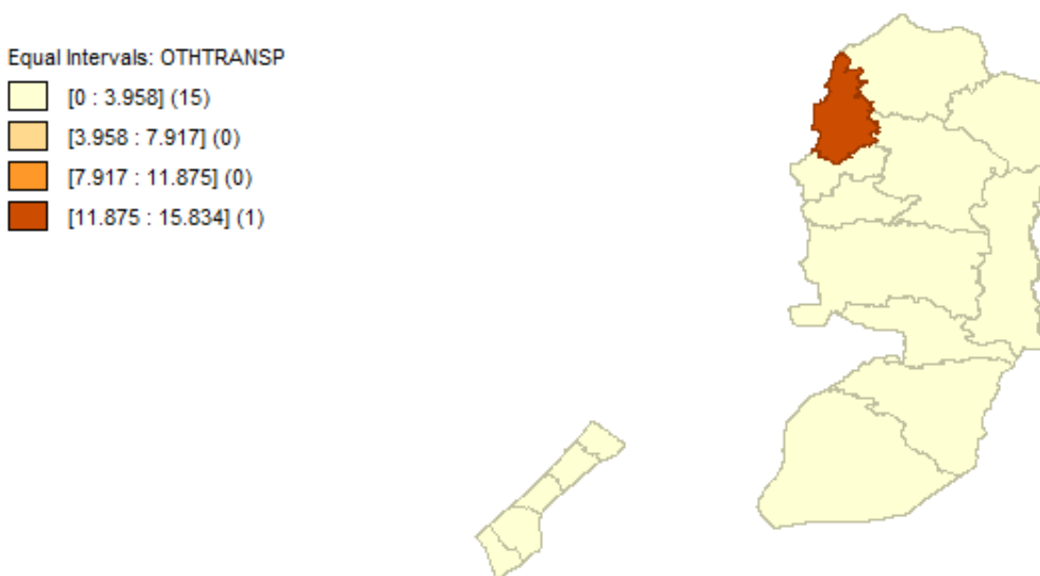 Equal Intervals: OTHTRANSP
[0 : 3.958] (15)
[3.958 : 7.917] (0)
[7.917 : 11.875] (0)
[11.875 : 15.834] (1)